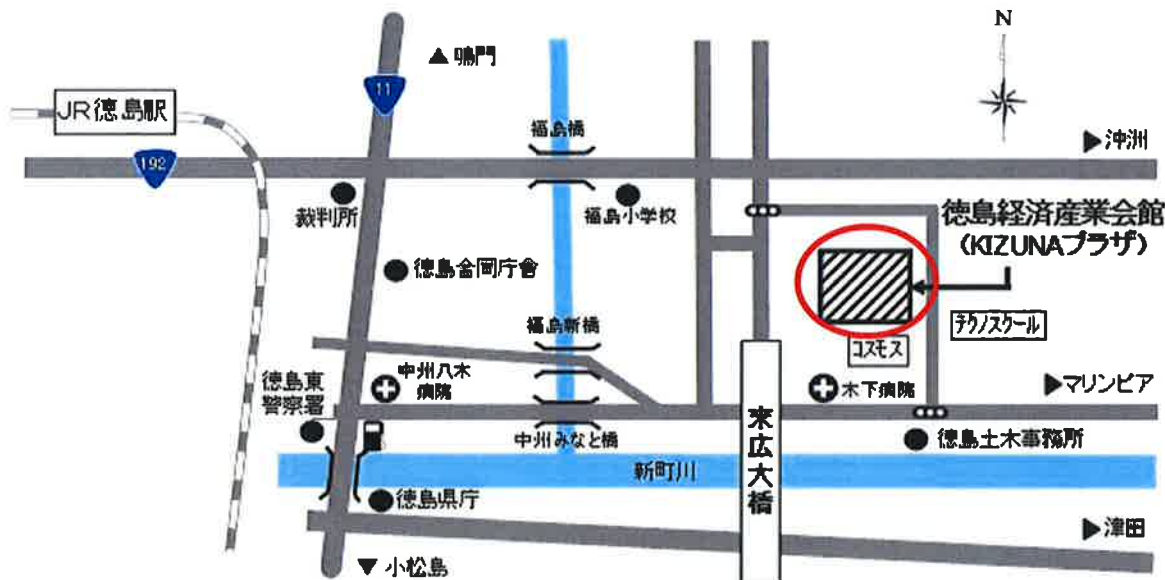 N
▲鳴門
11
JR徳島駅
福島橋
▶沖洲
192
裁判所
福島小学校
徳島経済産業会館
(KIZUNAプラザ)
徳島合同庁舎
福島新橋
テクノスクール
コスモス
徳島東
警察署
中州八木
病院
木下病院
▶マリンピア
中州みなと橋
末広大橋
徳島土木事務所
新町川
徳島県庁
▶津田
▼小松島